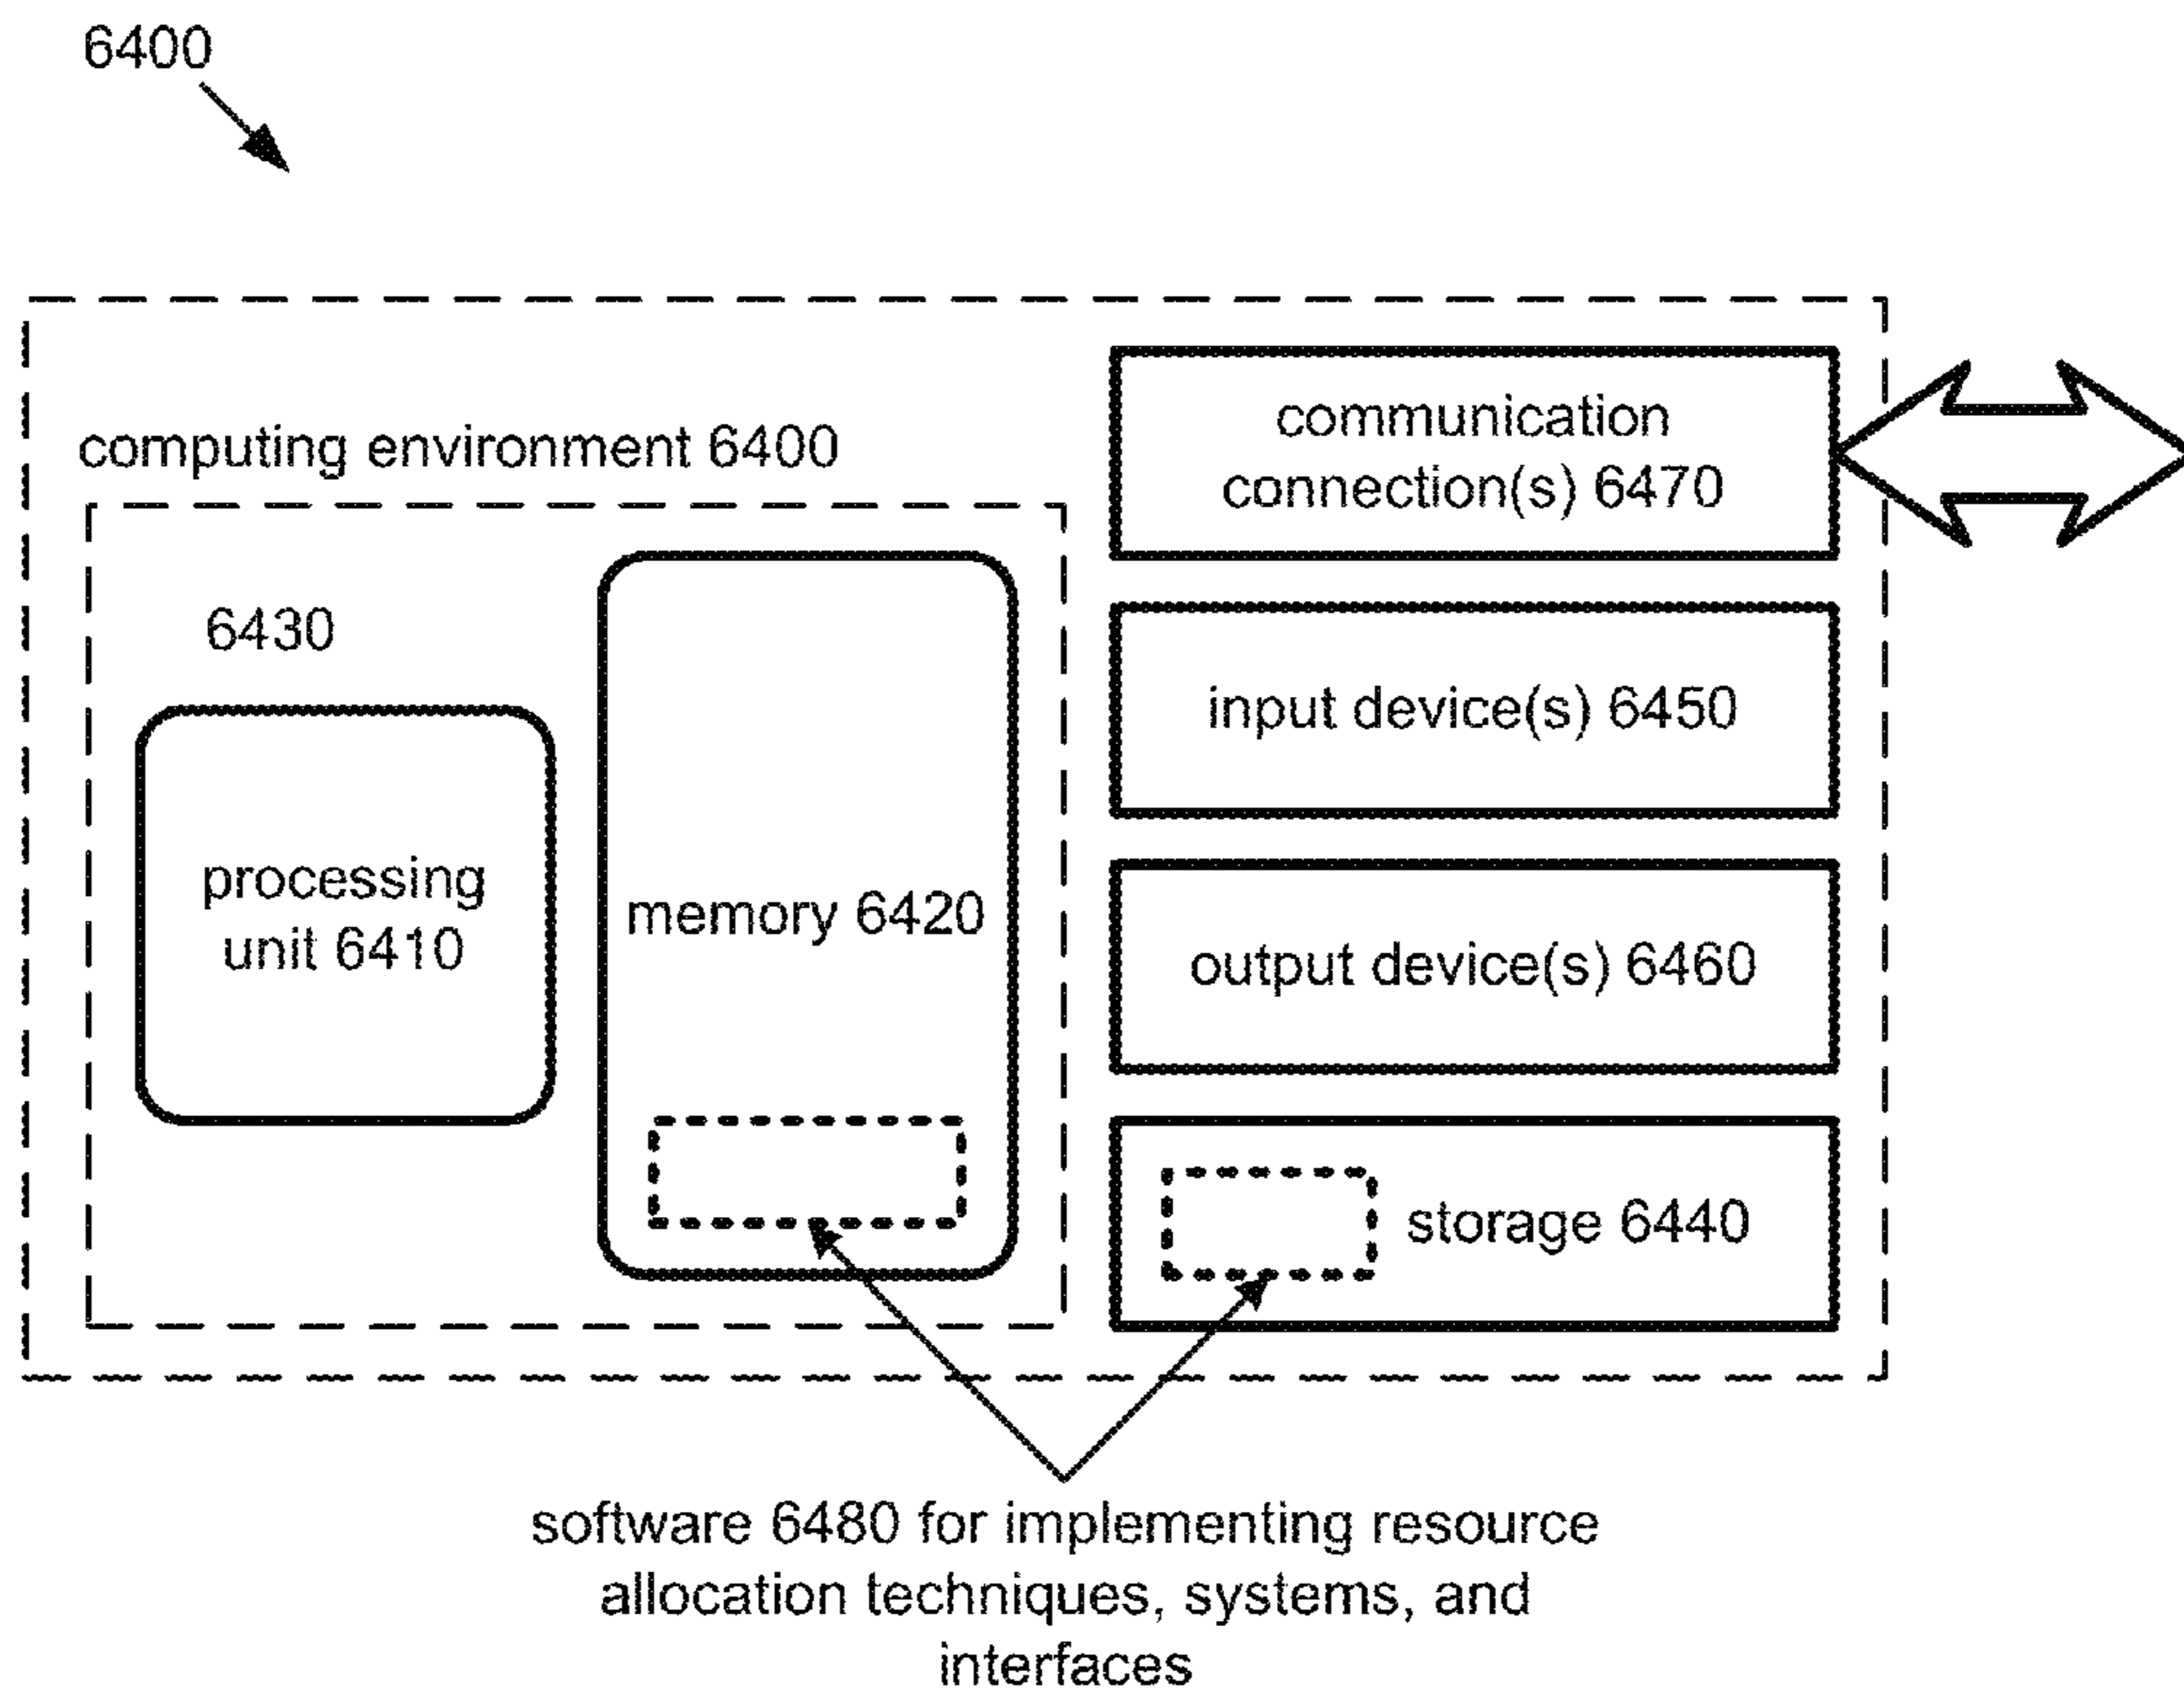 6400
computing environment 6400
6430
processing
unit 6410
memory 6420
communication
connection(s) 6470
input device(s) 6450
output device(s) 6460
storage 6440
software 6480 for implementing resource
allocation techniques, systems, and
interfaces